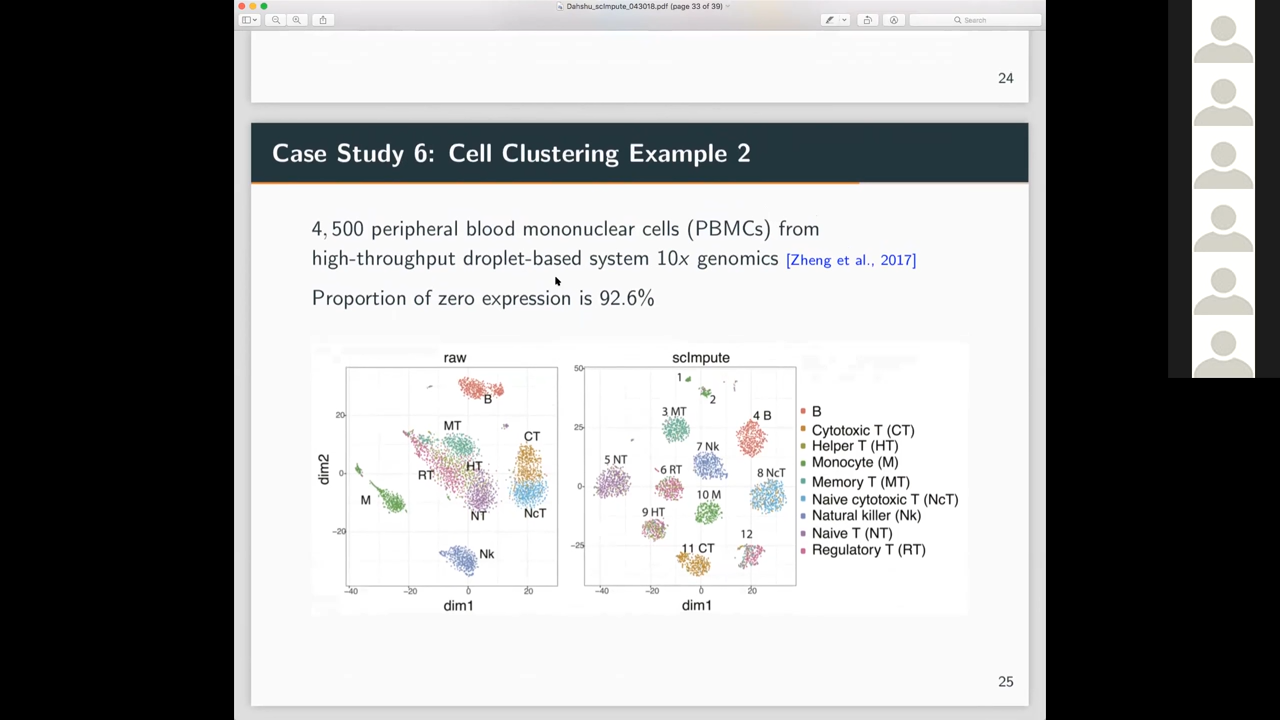 Dahshu_scImpute_043018.pdf (page 33 of 39)
Search
24
Case Study 6: Cell Clustering Example 2
4, 500 peripheral blood mononuclear cells (PBMCs) from
high-throughput droplet-based system 10x genomics [Zheng et al., 2017]
Proportion of zero expression is 92.6%
raw
B
MT
CT
HT
RT
M
NT
NcT
Nk
20
0
-20
dim2
-40
-20
0
20
dim1
scImpute
50
25
0
-25
1
2
3 MT
4 B
7 Nk
5 NT
6 RT
8 NcT
10 M
9 HT
11 CT
12
-40
-20
0
20
dim1
B
Cytotoxic T (CT)
Helper T (HT)
Monocyte (M)
Memory T (MT)
Naive cytotoxic T (NcT)
Natural killer (Nk)
Naive T (NT)
Regulatory T (RT)
25